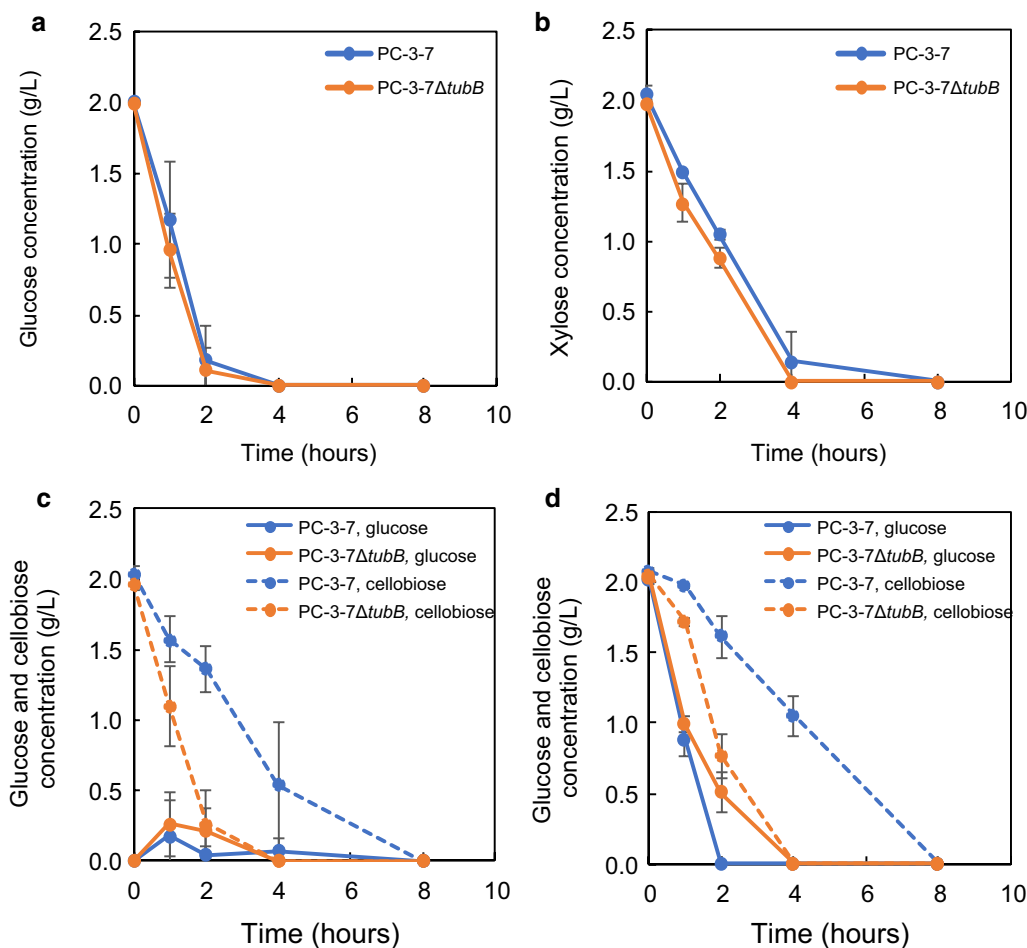 a
2.5
2.0
1.5
1.0
0.5
0.0
Glucose concentration (g/L)
PC-3-7
PC-3-7ΔtubB
0 2 4 6 8 10
Time (hours)
b
2.5
2.0
1.5
1.0
0.5
0.0
Xylose concentration (g/L)
PC-3-7
PC-3-7ΔtubB
0 2 4 6 8 10
Time (hours)
c
2.5
2.0
1.5
1.0
0.5
0.0
Glucose and cellobiose
concentration (g/L)
PC-3-7, glucose
PC-3-7ΔtubB, glucose
PC-3-7, cellobiose
PC-3-7ΔtubB, cellobiose
0 2 4 6 8 10
Time (hours)
d
2.5
2.0
1.5
1.0
0.5
0.0
Glucose and cellobiose
concentration (g/L)
PC-3-7, glucose
PC-3-7ΔtubB, glucose
PC-3-7, cellobiose
PC-3-7ΔtubB, cellobiose
0 2 4 6 8 10
Time (hours)